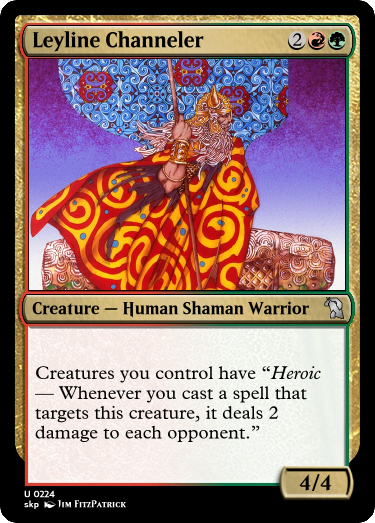 Leyline Channeler 2
Creature — Human Shaman Warrior
Creatures you control have “Heroic
— Whenever you cast a spell that
targets this creature, it deals 2
damage to each opponent.”
4/4
U 0224
skp Jim FitzPatrick